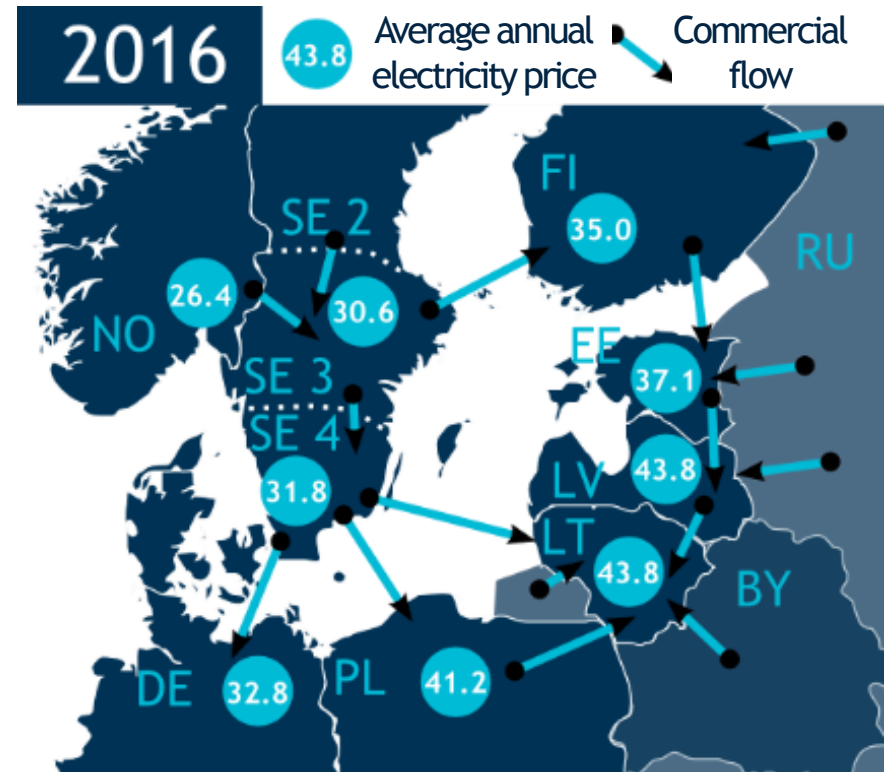 2016
43.8
Average annual
electricity price
Commercial
flow
FI
SE 2
35.0
RU
26.4
30.6
NO
EE
SE 3
37.1
SE 4
43.8
LV
31.8
LT
43.8
BY
DE
32.8
PL
41.2